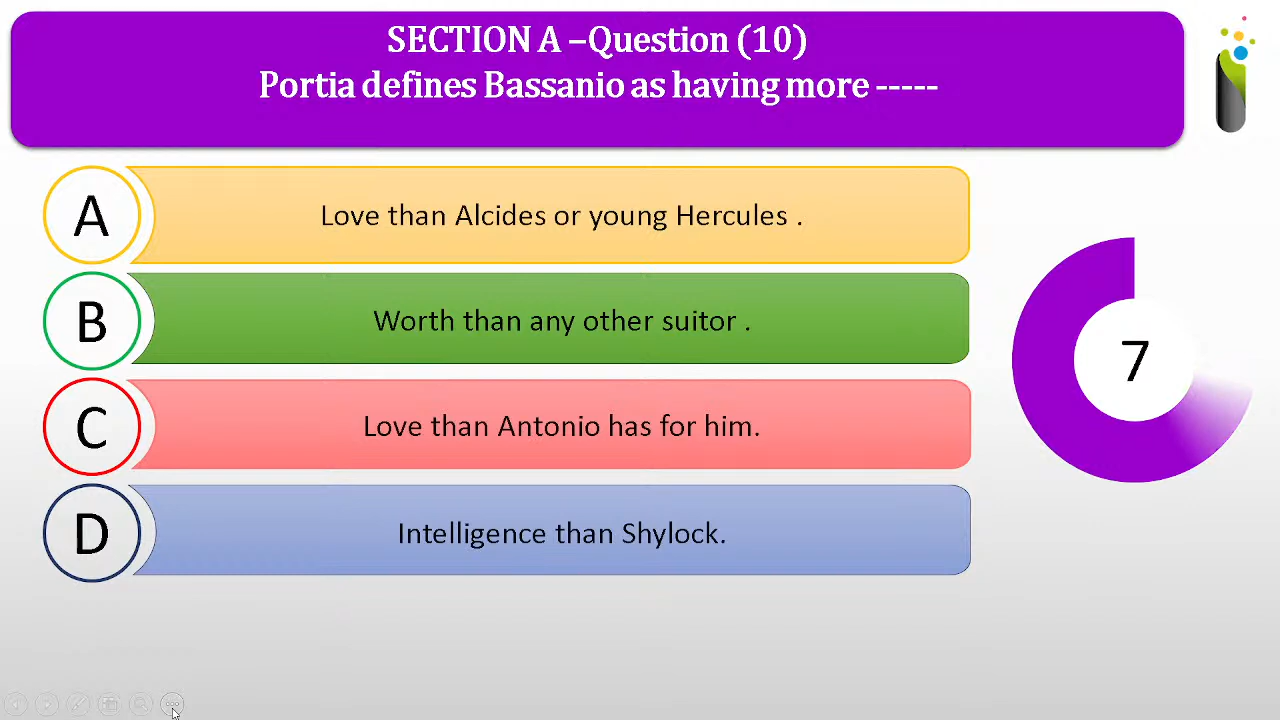 SECTION A –Question (10)
Portia defines Bassanio as having more -----
A
Love than Alcides or young Hercules .
B
Worth than any other suitor .
C
Love than Antonio has for him.
D
Intelligence than Shylock.
7